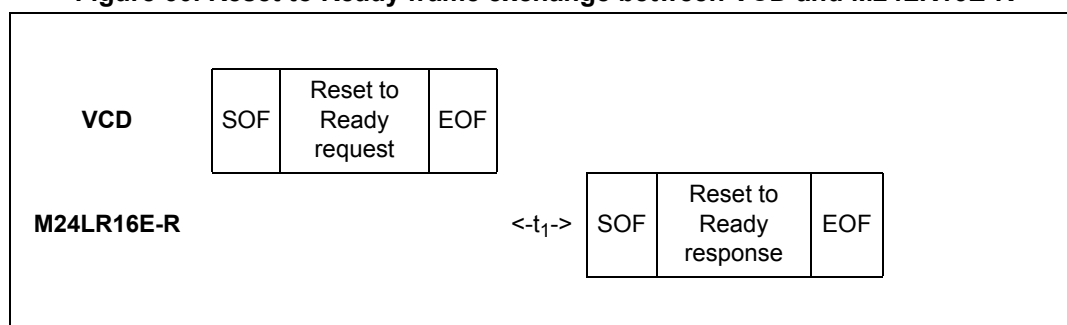 VCD
SOF
Reset to
Ready
request
EOF
M24LR16E-R
<-t1->
SOF
Reset to
Ready
response
EOF